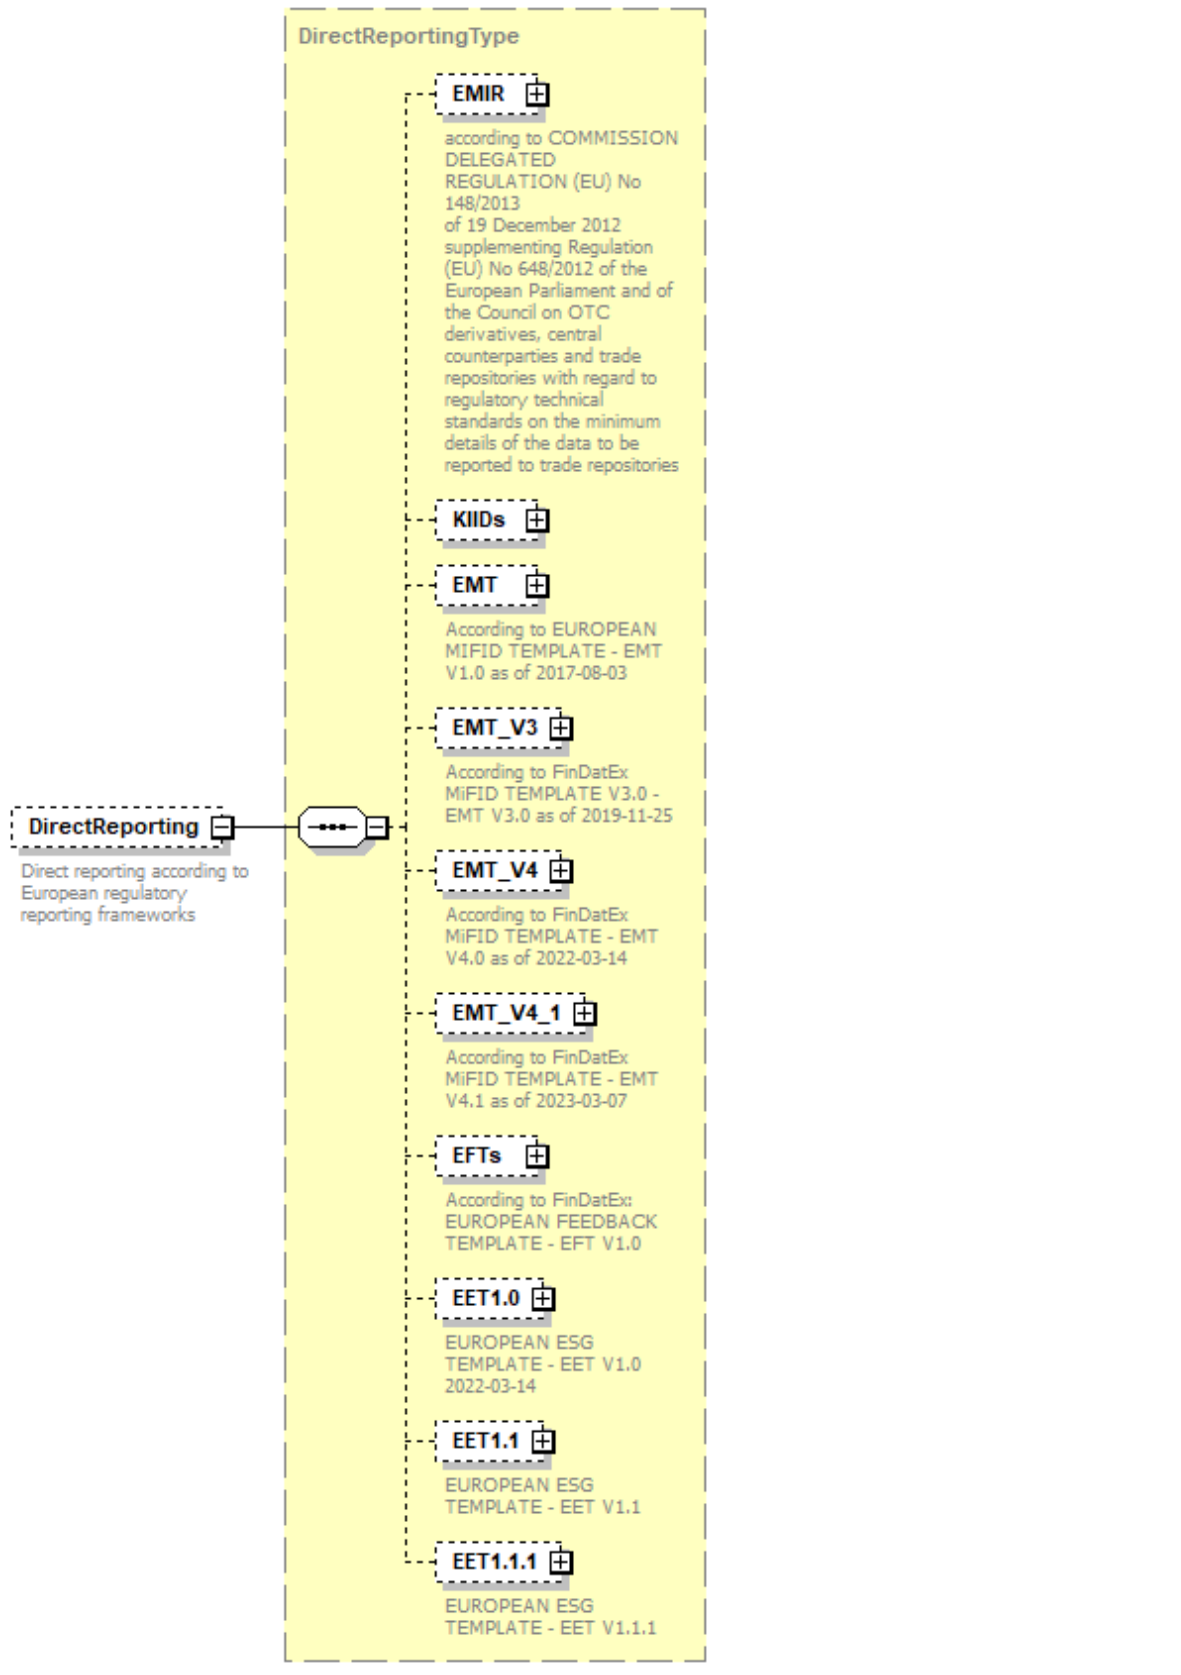 DirectReportingType
EMIR
according to COMMISSION
DELEGATED
REGULATION (EU) No
148/2013
of 19 December 2012
supplementing Regulation
(EU) No 648/2012 of the
European Parliament and of
the Council on OTC
derivatives, central
counterparties and trade
repositories with regard to
regulatory technical
standards on the minimum
details of the data to be
reported to trade repositories
KIIDs
EMT
According to EUROPEAN
MIFID TEMPLATE - EMT
V1.0 as of 2017-08-03
EMT_V3
According to FinDatEx
MiFID TEMPLATE V3.0 -
EMT V3.0 as of 2019-11-25
DirectReporting
Direct reporting according to
European regulatory
reporting frameworks
EMT_V4
According to FinDatEx
MiFID TEMPLATE - EMT
V4.0 as of 2022-03-14
EMT_V4_1
According to FinDatEx
MiFID TEMPLATE - EMT
V4.1 as of 2023-03-07
EFTs
According to FinDatEx:
EUROPEAN FEEDBACK
TEMPLATE - EFT V1.0
EET1.0
EUROPEAN ESG
TEMPLATE - EET V1.0
2022-03-14
EET1.1
EUROPEAN ESG
TEMPLATE - EET V1.1
EET1.1.1
EUROPEAN ESG
TEMPLATE - EET V1.1.1